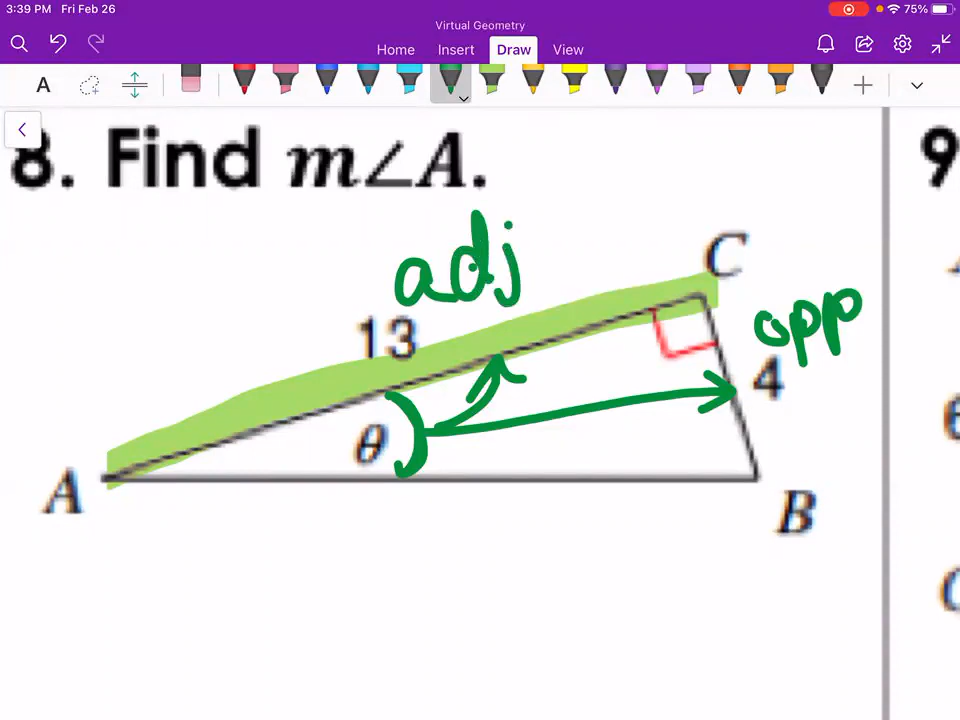 3:39 PM Fri Feb 26
75%
Virtual Geometry
Home Insert Draw View
A
8. Find m∠A.
9
adj
C
13
opp
4
θ
A
B